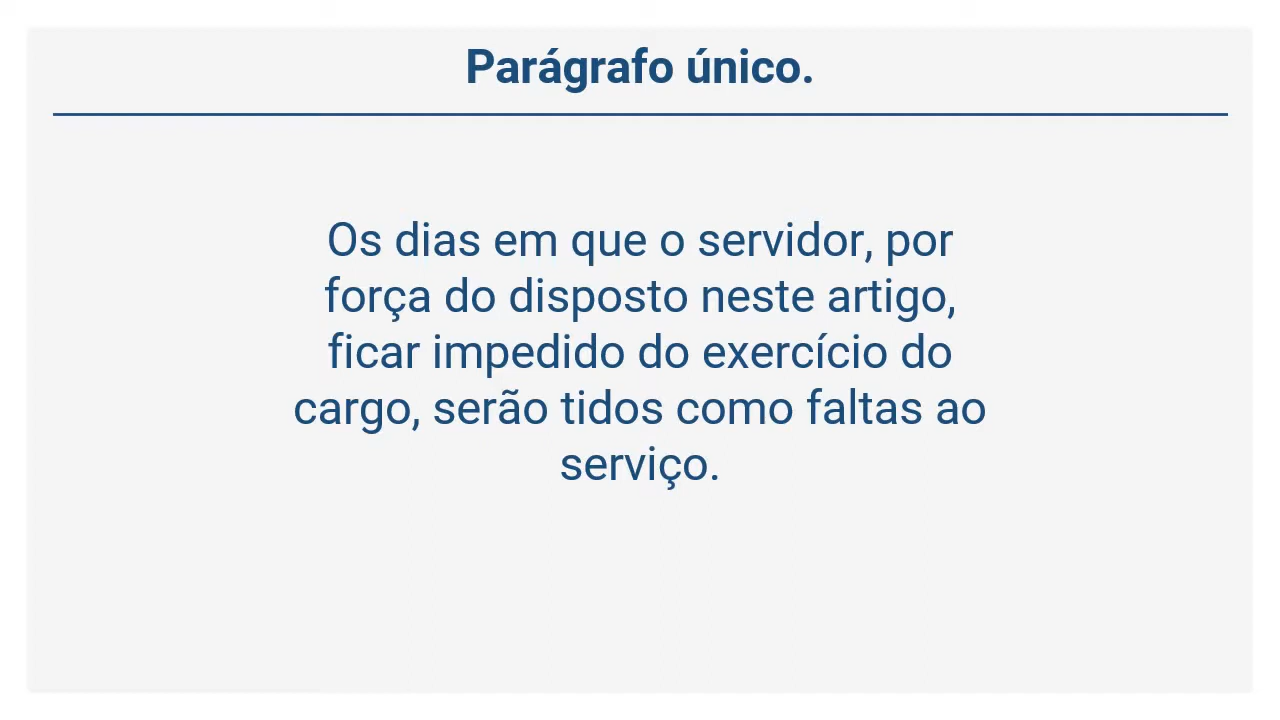 Parágrafo único.
Os dias em que o servidor, por
força do disposto neste artigo,
ficar impedido do exercício do
cargo, serão tidos como faltas ao
serviço.